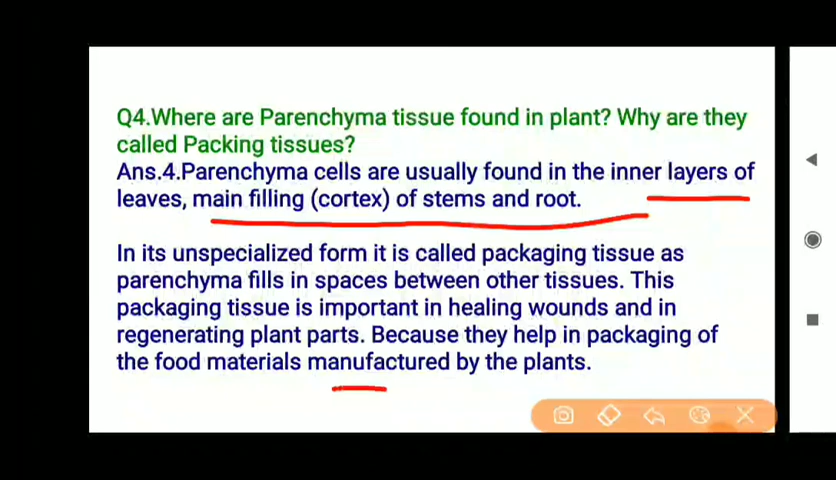 Q4.Where are Parenchyma tissue found in plant? Why are they
called Packing tissues?
Ans.4.Parenchyma cells are usually found in the inner layers of
leaves, main filling (cortex) of stems and root.
In its unspecialized form it is called packaging tissue as
parenchyma fills in spaces between other tissues. This
packaging tissue is important in healing wounds and in
regenerating plant parts. Because they help in packaging of
the food materials manufactured by the plants.